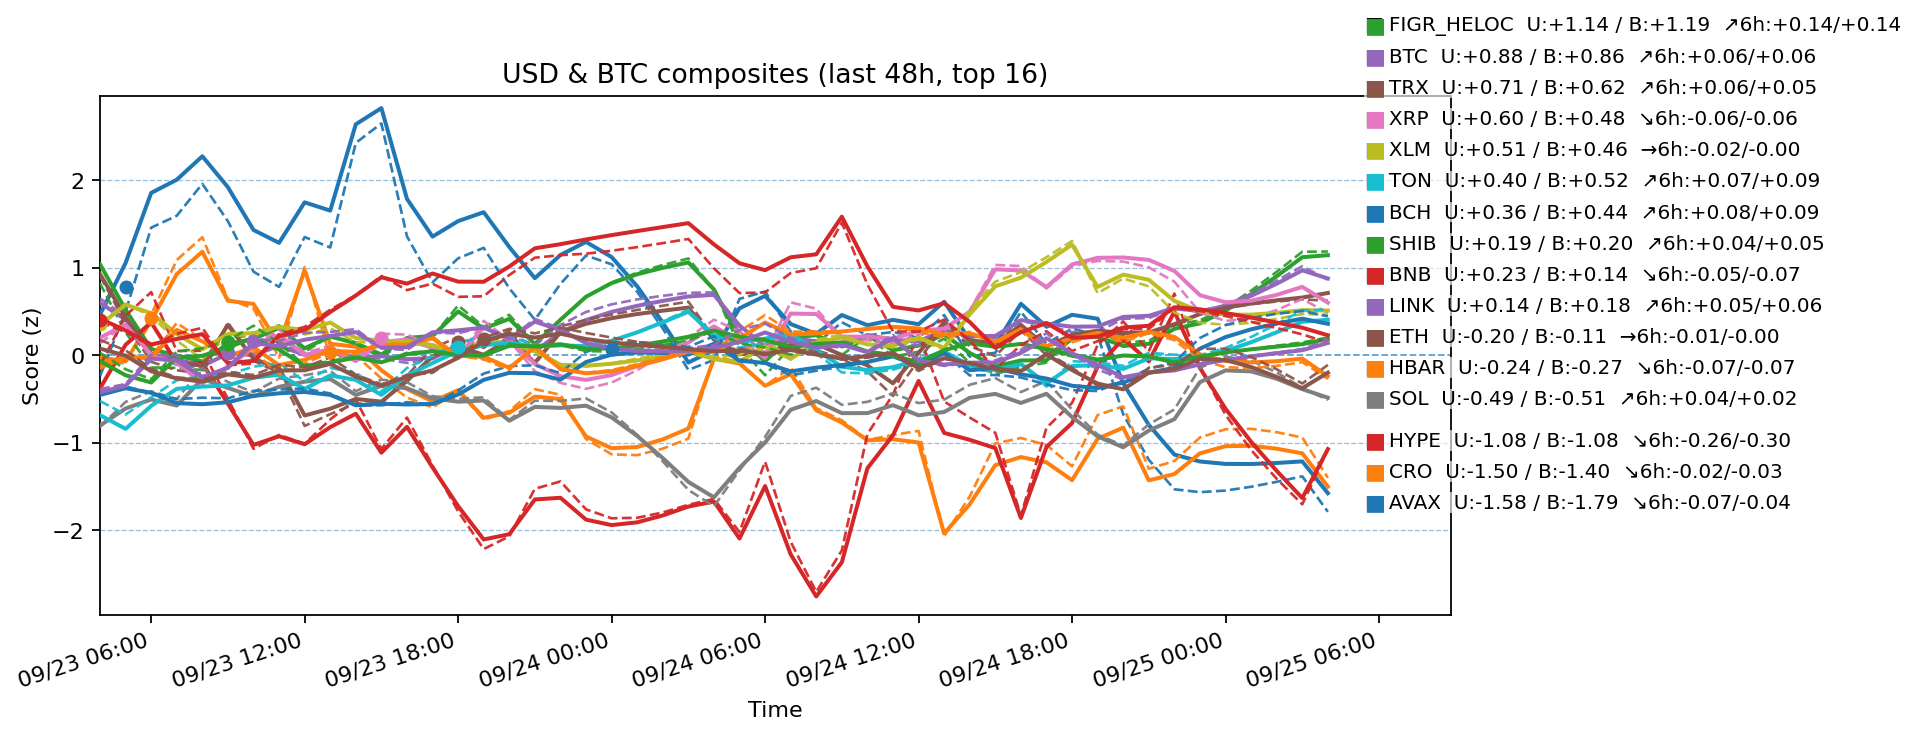 USD & BTC composites (last 48h, top 16)
FIGR_HELOC U:+1.14 / B:+1.19 ↗6h:+0.14/+0.14
BTC U:+0.88 / B:+0.86 ↗6h:+0.06/+0.06
TRX U:+0.71 / B:+0.62 ↗6h:+0.06/+0.05
XRP U:+0.60 / B:+0.48 ↘6h:-0.06/-0.06
XLM U:+0.51 / B:+0.46 →6h:-0.02/-0.00
TON U:+0.40 / B:+0.52 ↗6h:+0.07/+0.09
BCH U:+0.36 / B:+0.44 ↗6h:+0.08/+0.09
SHIB U:+0.19 / B:+0.20 ↗6h:+0.04/+0.05
BNB U:+0.23 / B:+0.14 ↘6h:-0.05/-0.07
LINK U:+0.14 / B:+0.18 ↗6h:+0.05/+0.06
ETH U:-0.20 / B:-0.11 →6h:-0.01/-0.00
HBAR U:-0.24 / B:-0.27 ↘6h:-0.07/-0.07
SOL U:-0.49 / B:-0.51 ↗6h:+0.04/+0.02
HYPE U:-1.08 / B:-1.08 ↘6h:-0.26/-0.30
CRO U:-1.50 / B:-1.40 ↘6h:-0.02/-0.03
AVAX U:-1.58 / B:-1.79 ↘6h:-0.07/-0.04
Score (z)
2
1
0
−1
−2
09/23 06:00
09/23 12:00
09/23 18:00
09/24 00:00
09/24 06:00
09/24 12:00
09/24 18:00
09/25 00:00
09/25 06:00
Time